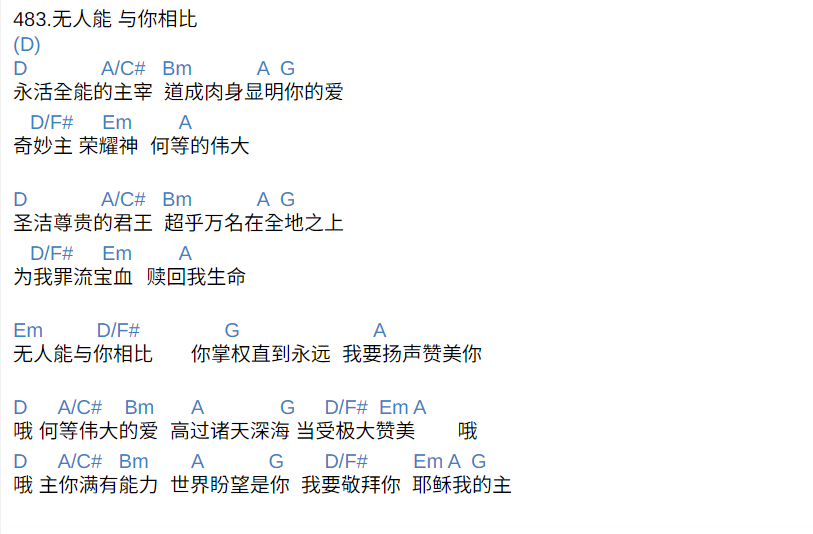 483.无人能 与你相比
(D)
D A/C# Bm A G
永活全能的主宰 道成肉身显明你的爱
D/F# Em A
奇妙主 荣耀神 何等的伟大
D A/C# Bm A G
圣洁尊贵的君王 超乎万名在全地之上
D/F# Em A
为我罪流宝血 赎回我生命
Em D/F# G A
无人能与你相比 你掌权直到永远 我要扬声赞美你
D A/C# Bm A G D/F# Em A
哦 何等伟大的爱 高过诸天深海 当受极大赞美 哦
D A/C# Bm A G D/F# Em A G
哦 主你满有能力 世界盼望是你 我要敬拜你 耶稣我的主